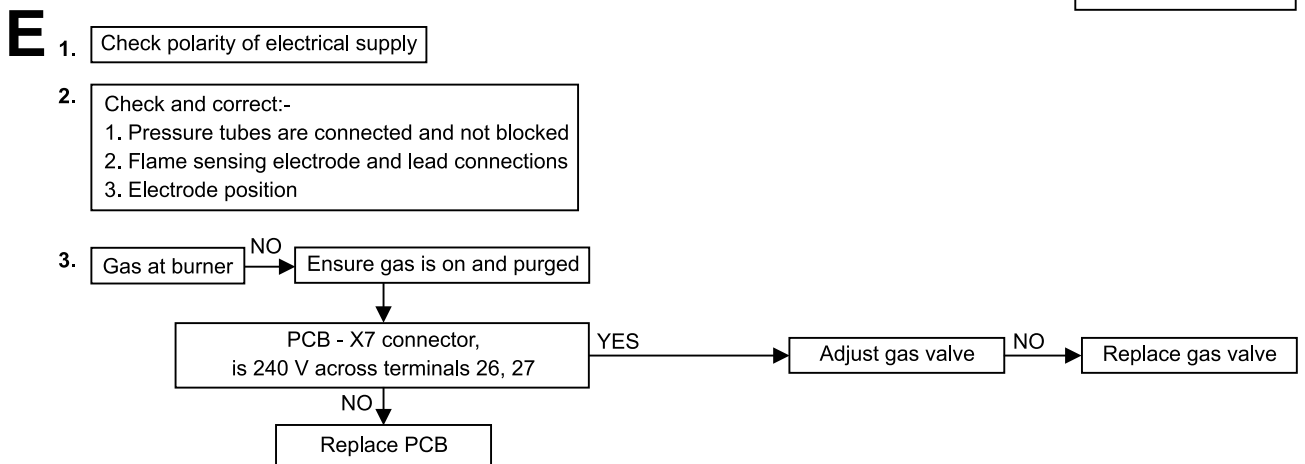 E
1. Check polarity of electrical supply
2. Check and correct:-
1. Pressure tubes are connected and not blocked
2. Flame sensing electrode and lead connections
3. Electrode position
3. Gas at burner NO Ensure gas is on and purged
PCB - X7 connector,
is 240 V across terminals 26, 27
YES
Adjust gas valve NO Replace gas valve
NO
Replace PCB